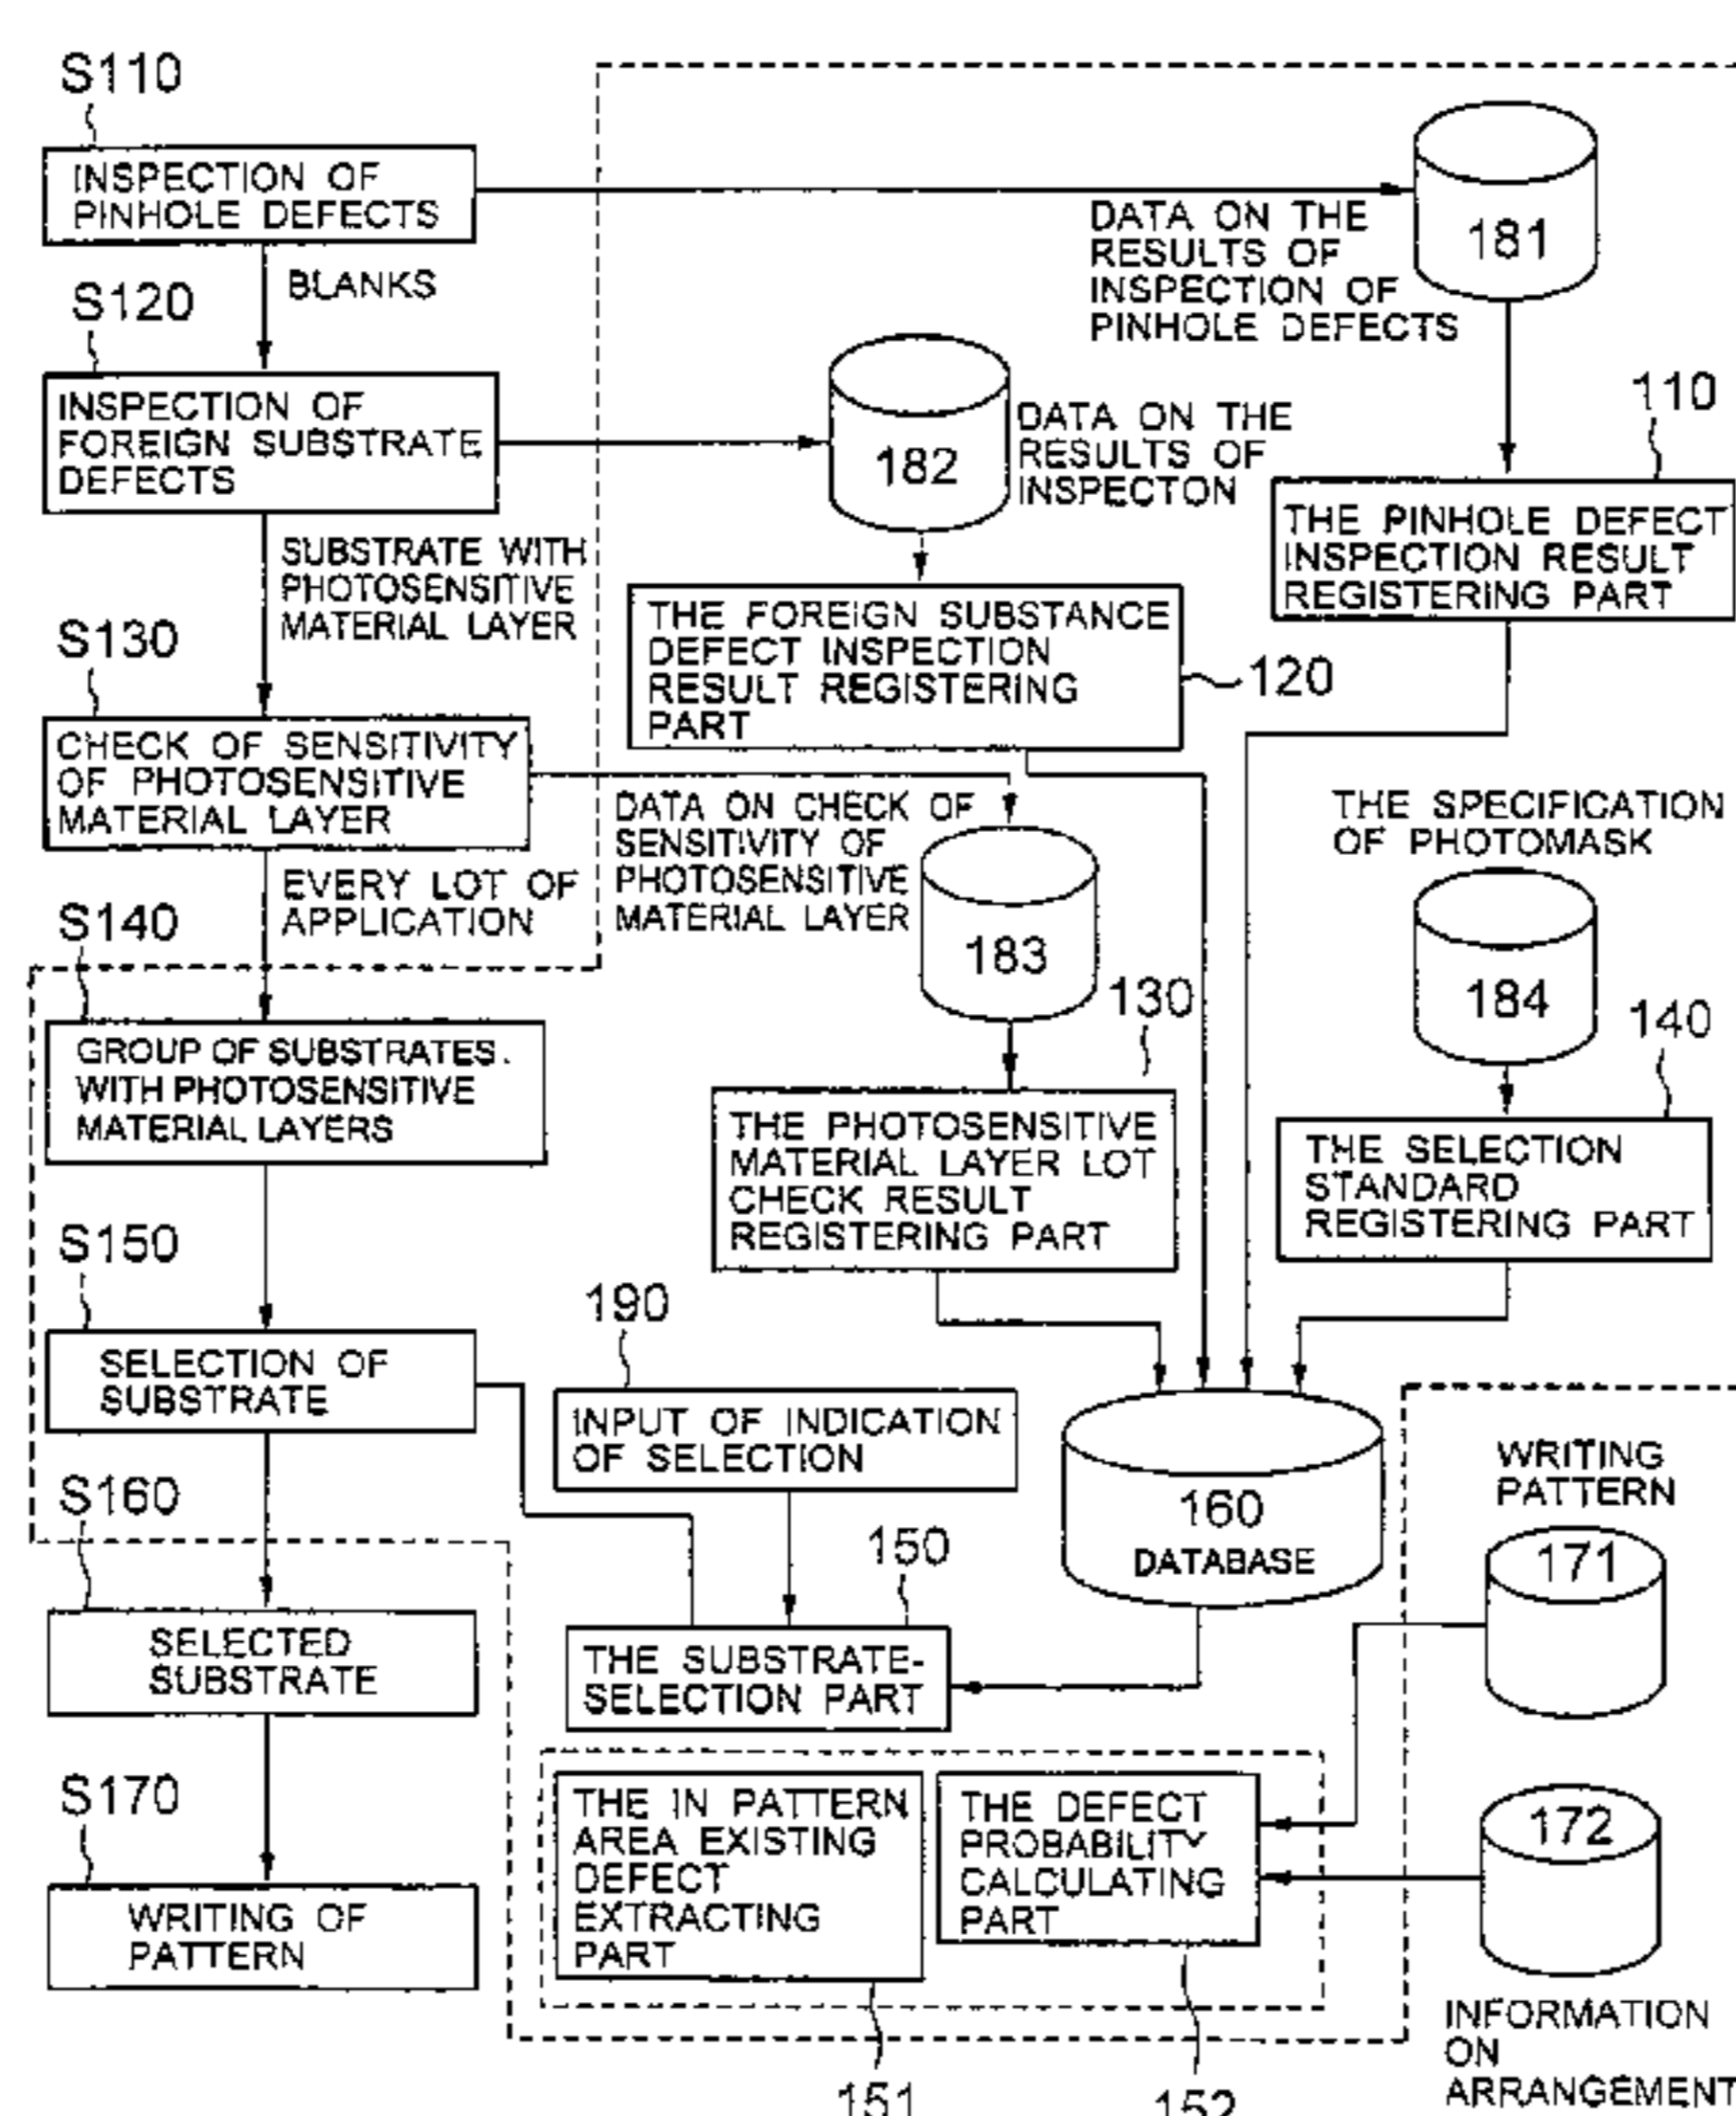 S110
INSPECTION OF
PINHOLE DEFECTS
BLANKS
S120
INSPECTION OF
FOREIGN SUBSTRATE
DEFECTS
SUBSTRATE WITH
PHOTOSENSITIVE
MATERIAL LAYER
S130
CHECK OF SENSITIVITY
OF PHOTOSENSITIVE
MATERIAL LAYER
EVERY LOT OF
APPLICATION
S140
GROUP OF SUBSTRATES.
WITH PHOTOSENSITIVE
MATERIAL LAYERS
S150
SELECTION OF
SUBSTRATE
S160
SELECTED
SUBSTRATE
S170
WRITING OF
PATTERN
181
DATA ON THE
RESULTS OF
INSPECTION OF
PINHOLE DEFECTS
110
THE PINHOLE DEFECT
INSPECTION RESULT
REGISTERING PART
182
DATA ON THE
RESULTS OF
INSPECTON
THE FOREIGN SUBSTANCE
DEFECT INSPECTION
RESULT REGISTERING
PART
120
DATA ON CHECK OF
SENSITIVITY OF
PHOTOSENSITIVE
MATERIAL LAYER
183
130
THE PHOTOSENSITIVE
MATERIAL LAYER LOT
CHECK RESULT
REGISTERING PART
THE SPECIFICATION
OF PHOTOMASK
184
140
THE SELECTION
STANDARD
REGISTERING PART
190
INPUT OF INDICATION
OF SELECTION
160
DATABASE
150
THE SUBSTRATE-
SELECTION PART
WRITING
PATTERN
171
THE IN PATTERN
AREA EXISTING
DEFECT
EXTRACTING
PART
151
THE DEFECT
PROBABILITY
CALCULATING
PART
152
172
INFORMATION
ON
ARRANGEMENT